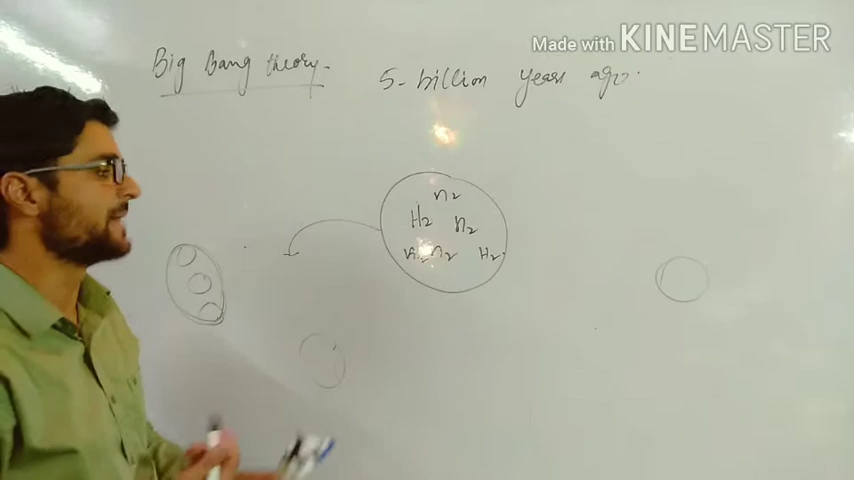 Made with KINEMASTER
Big Bang theory. 5-billion years ago.
H2
H2 H2
H2 H2 H2